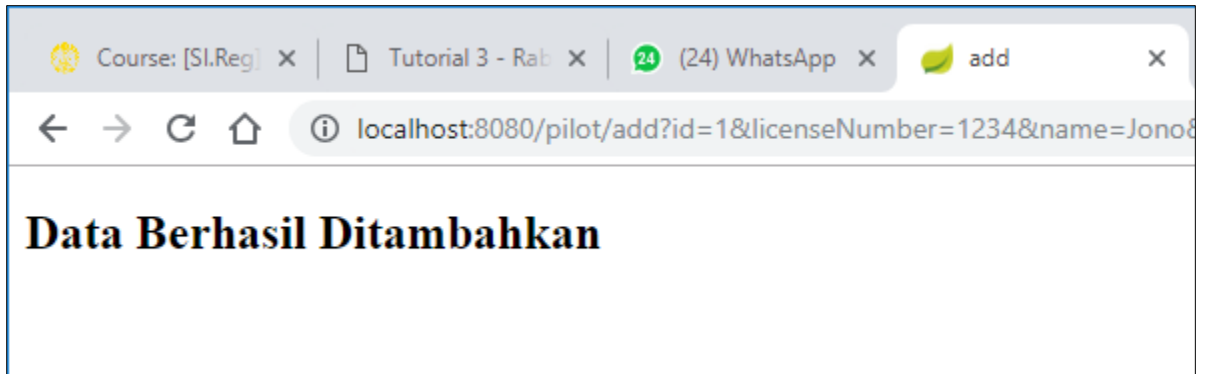 Course: [SI.Reg]
Tutorial 3 - Rab
24 (24) WhatsApp
add
localhost:8080/pilot/add?id=1&licenseNumber=1234&name=Jono&
Data Berhasil Ditambahkan